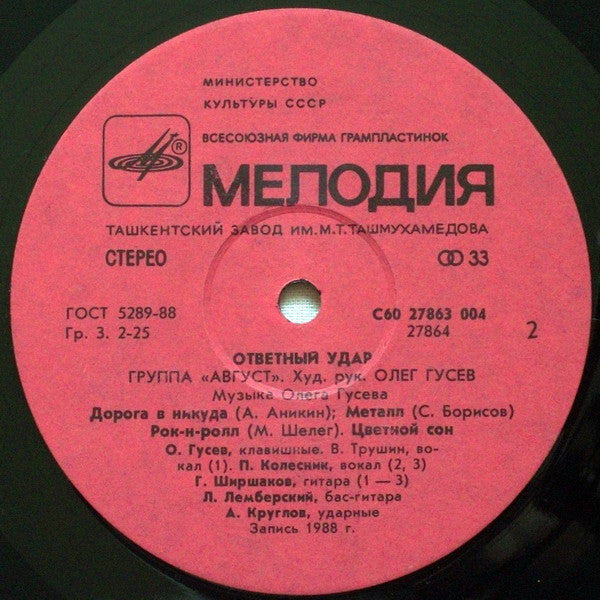 МИНИСТЕРСТВО
КУЛЬТУРЫ СССР
ВСЕСОЮЗНАЯ ФИРМА ГРАМПЛАСТИНОК
®
МЕЛОДИЯ
ТАШКЕНТСКИЙ ЗАВОД ИМ. М.Т. ТАШМУХАМЕДОВА
СТЕРЕО 33
ГОСТ 5289-88 С60 27863 004
Гр. 3. 2-25 27864 2
ОТВЕТНЫЙ УДАР
ГРУППА «АВГУСТ». Худ. рук. ОЛЕГ ГУСЕВ
Музыка Олега Гусева
Дорога в никуда (А. Аникин); Металл (С. Борисов)
Рок-н-ролл (М. Шелег). Цветной сон
О. Гусев, клавишные. В. Трушин, во-
кал (1). П. Колесник, вокал (2, 3)
Г. Ширшаков, гитара (1 — 3)
Л. Лемберский, бас-гитара
А. Круглов, ударные
Запись 1988 г.